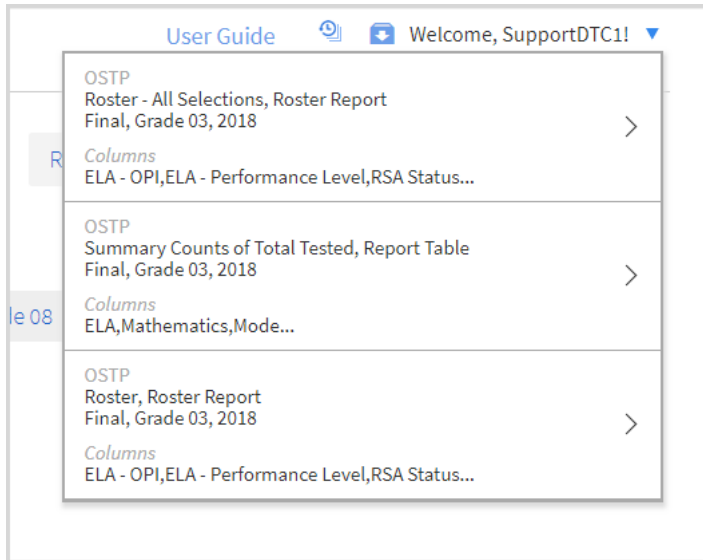 User Guide Welcome, SupportDTC1!
OSTP
Roster - All Selections, Roster Report
Final, Grade 03, 2018
R
Columns
ELA - OPI,ELA - Performance Level,RSA Status...
OSTP
Summary Counts of Total Tested, Report Table
Final, Grade 03, 2018
Columns
le 08
ELA,Mathematics,Mode...
OSTP
Roster, Roster Report
Final, Grade 03, 2018
Columns
ELA - OPI,ELA - Performance Level,RSA Status...